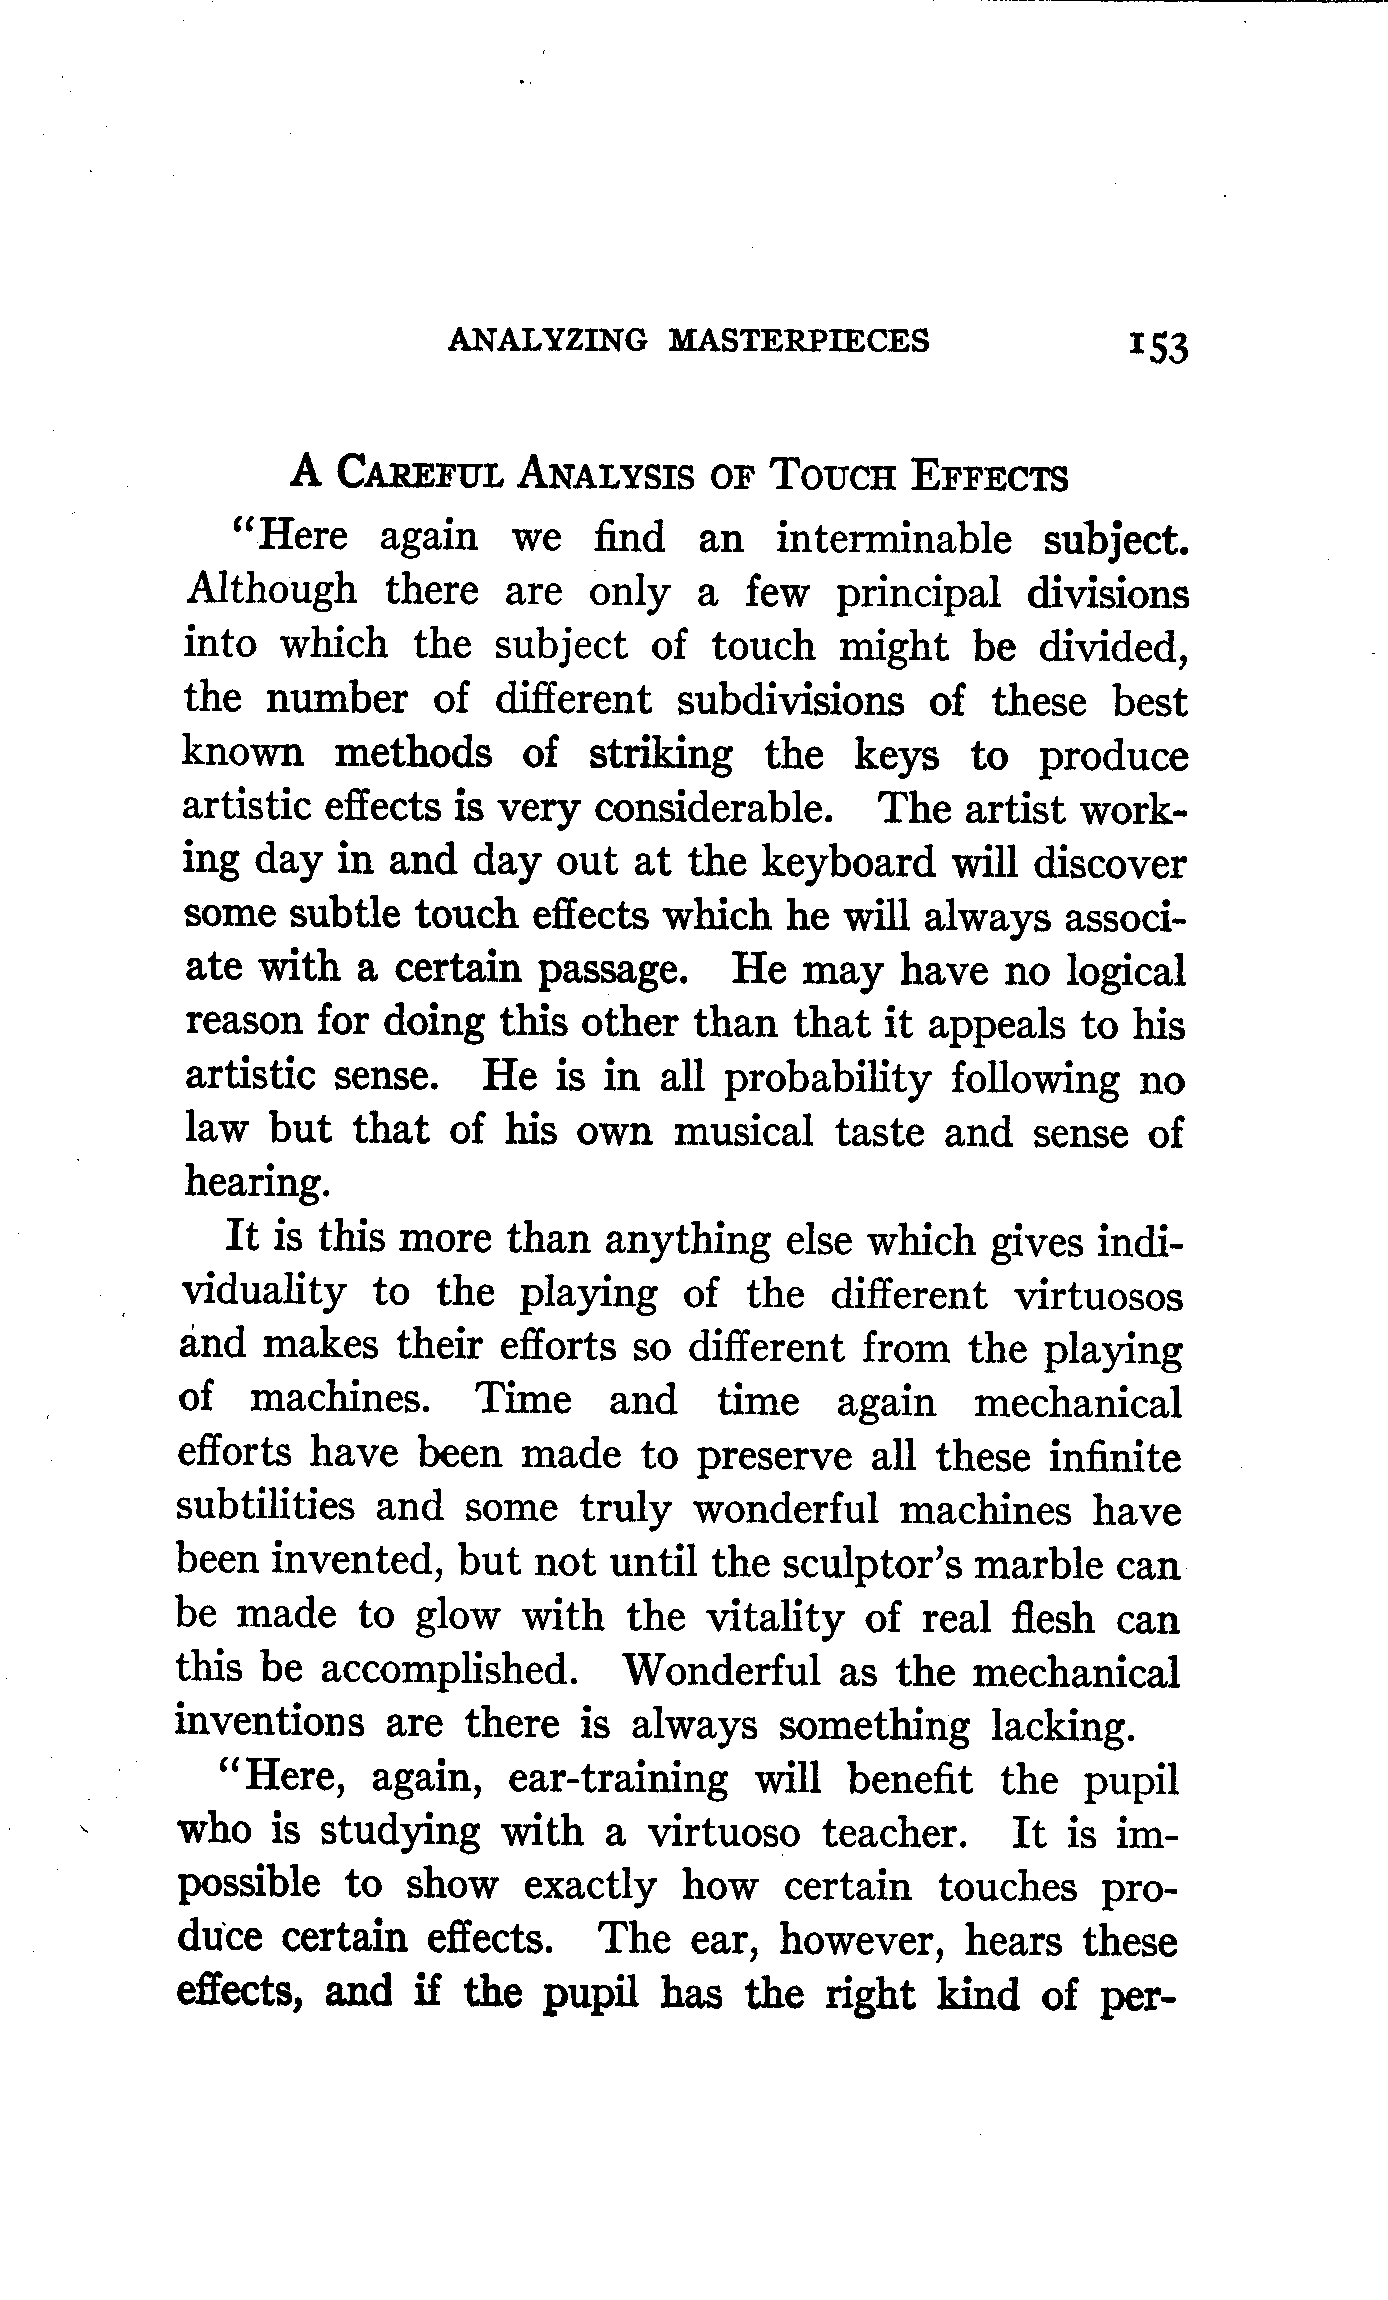 ANALYZING MASTERPIECES 153
A CAREFUL ANALYSIS OF TOUCH EFFECTS
"Here again we find an interminable subject.
Although there are only a few principal divisions
into which the subject of touch might be divided,
the number of different subdivisions of these best
known methods of striking the keys to produce
artistic effects is very considerable. The artist work-
ing day in and day out at the keyboard will discover
some subtle touch effects which he will always associ-
ate with a certain passage. He may have no logical
reason for doing this other than that it appeals to his
artistic sense. He is in all probability following no
law but that of his own musical taste and sense of
hearing.
It is this more than anything else which gives indi-
viduality to the playing of the different virtuosos
and makes their efforts so different from the playing
of machines. Time and time again mechanical
efforts have been made to preserve all these infinite
subtilities and some truly wonderful machines have
been invented, but not until the sculptor's marble can
be made to glow with the vitality of real flesh can
this be accomplished. Wonderful as the mechanical
inventions are there is always something lacking.
"Here, again, ear-training will benefit the pupil
who is studying with a virtuoso teacher. It is im-
possible to show exactly how certain touches pro-
duce certain effects. The ear, however, hears these
effects, and if the pupil has the right kind of per-